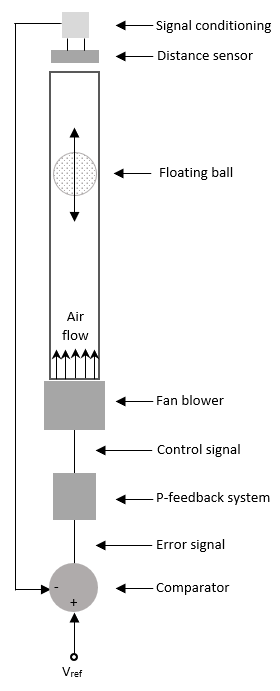 Signal conditioning
Distance sensor
Floating ball
Air
flow
Fan blower
Control signal
P-feedback system
Error signal
-
Comparator
+
Vref